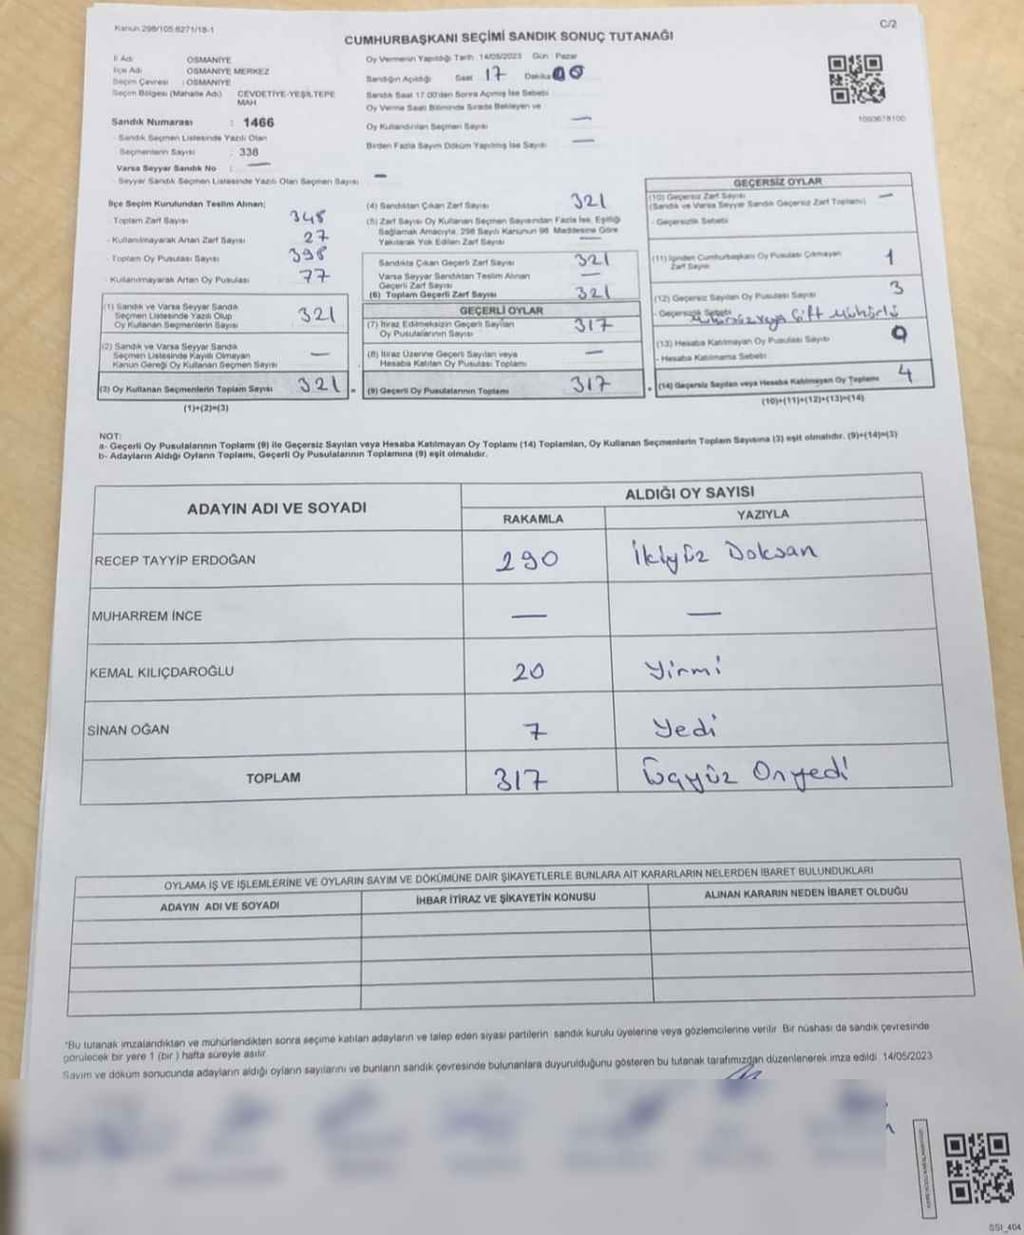 Kanun 298/105 6271/18-1
C/2
CUMHURBAŞKANI SEÇİMİ SANDIK SONUÇ TUTANAĞI
İl Adı OSMANİYE
İlçe Adı OSMANİYE MERKEZ
Seçim Çevresi : OSMANİYE
Seçim Bölgesi (Mahalle Adı) CEVDETİYE-YEŞİLTEPE
MAH
Sandık Numarası : 1466
Sandık Seçmen Listesinde Yazılı Olan
Seçmenlerin Sayısı : 338
Varsa Seyyar Sandık No : —
Seyyar Sandık Seçmen Listesinde Yazılı Olan Seçmen Sayısı —
Oy Vermenin Yapıldığı Tarih 14/05/2023 Gün Pazar
Sandığın Açıldığı Saat 17 Dakika 00
Sandık Saat 17.00'den Sonra Açılmış İse Sebebi
Oy Verme Saati Bitiminde Sırada Bekleyen ve
Oy Kullandırılan Seçmen Sayısı —
Birden Fazla Sayım Döküm Yapılmış İse Sayısı —
1000678100
İlçe Seçim Kurulundan Teslim Alınan;
Toplam Zarf Sayısı 348
- Kullanılmayarak Artan Zarf Sayısı 27
Toplam Oy Pusulası Sayısı 398
- Kullanılmayarak Artan Oy Pusulası 77
(1) Sandık ve Varsa Seyyar Sandık
Seçmen Listesinde Yazılı Olup
Oy Kullanan Seçmenlerin Sayısı 321
(2) Sandık ve Varsa Seyyar Sandık
Seçmen Listesinde Kayıtlı Olmayan
Kanun Gereği Oy Kullanan Seçmen Sayısı —
(3) Oy Kullanan Seçmenlerin Toplam Sayısı 321 =
(1)+(2)=(3)
(4) Sandıktan Çıkan Zarf Sayısı 321
(5) Zarf Sayısı Oy Kullanan Seçmen Sayısından Fazla İse, Eşitliği
Sağlamak Amacıyla, 298 Sayılı Kanunun 98. Maddesine Göre
Yakılarak Yok Edilen Zarf Sayısı —
Sandıkta Çıkan Geçerli Zarf Sayısı 321
Varsa Seyyar Sandıktan Teslim Alınan
Geçerli Zarf Sayısı —
(6) Toplam Geçerli Zarf Sayısı 321
GEÇERLİ OYLAR
(7) İtiraz Edilmeksizin Geçerli Sayılan
Oy Pusulalarının Sayısı 317
(8) İtiraz Üzerine Geçerli Sayılan veya
Hesaba Katılan Oy Pusulası Toplamı —
(9) Geçerli Oy Pusulalarının Toplamı 317 +
GEÇERSİZ OYLAR
(10) Geçersiz Zarf Sayısı
(Sandık ve Varsa Seyyar Sandık Geçersiz Zarf Toplamı) —
- Geçersizlik Sebebi
(11) İçinden Cumhurbaşkanı Oy Pusulası Çıkmayan
Zarf Sayısı 1
(12) Geçersiz Sayılan Oy Pusulası Sayısı 3
- Geçersizlik Sebebi Mühürsüz veya Çift Mühürlü
(13) Hesaba Katılmayan Oy Pusulası Sayısı 0
- Hesaba Katılmama Sebebi
(14) Geçersiz Sayılan veya Hesaba Katılmayan Oy Toplamı 4
(10)+(11)+(12)+(13)=(14)
NOT:
a- Geçerli Oy Pusulalarının Toplamı (9) ile Geçersiz Sayılan veya Hesaba Katılmayan Oy Toplamı (14) Toplamları, Oy Kullanan Seçmenlerin Toplam Sayısına (3) eşit olmalıdır. (9)+(14)=(3)
b- Adayların Aldığı Oyların Toplamı, Geçerli Oy Pusulalarının Toplamına (9) eşit olmalıdır.
ADAYIN ADI VE SOYADI ALDIĞI OY SAYISI
RAKAMLA YAZIYLA
RECEP TAYYİP ERDOĞAN 290 İkiyüz Doksan
MUHARREM İNCE — —
KEMAL KILIÇDAROĞLU 20 Yirmi
SİNAN OĞAN 7 Yedi
TOPLAM 317 Üçyüz Onyedi
OYLAMA İŞ VE İŞLEMLERİNE VE OYLARIN SAYIM VE DÖKÜMÜNE DAİR ŞİKAYETLERLE BUNLARA AİT KARARLARIN NELERDEN İBARET BULUNDUKLARI
ADAYIN ADI VE SOYADI İHBAR İTİRAZ VE ŞİKAYETİN KONUSU ALINAN KARARIN NEDEN İBARET OLDUĞU
*Bu tutanak imzalandıktan ve mühürlendikten sonra seçime katılan adayların ve talep eden siyasi partilerin sandık kurulu üyelerine veya gözlemcilerine verilir. Bir nüshası da sandık çevresinde
görülecek bir yere 1 (bir) hafta süreyle asılır.
Sayım ve döküm sonucunda adayların aldığı oyların sayılarını ve bunların sandık çevresinde bulunanlara duyurulduğunu gösteren bu tutanak tarafımızdan düzenlenerek imza edildi. 14/05/2023
SSI_404